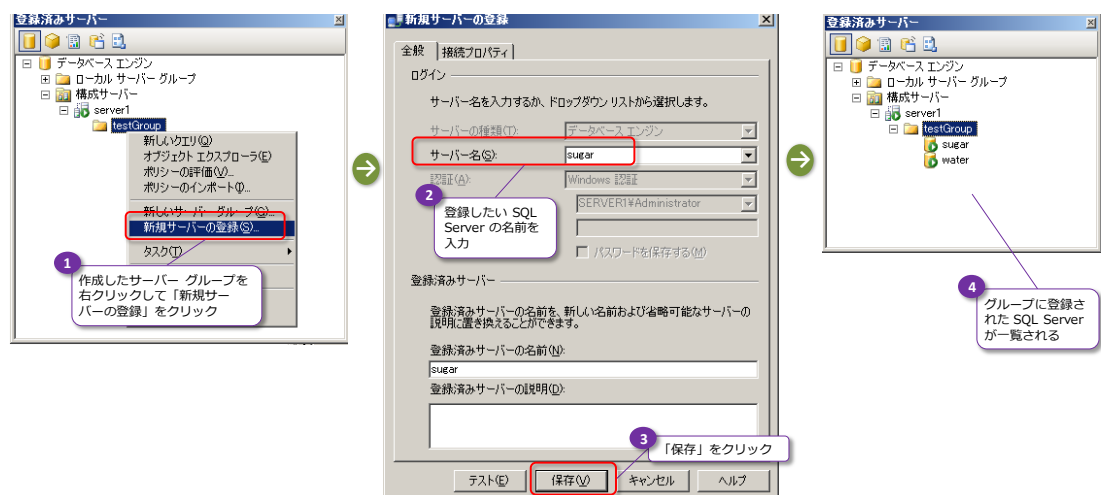 登録済みサーバー
データベース エンジン
ローカル サーバー グループ
構成サーバー
server1
testGroup
新しいクエリ(Q)
オブジェクト エクスプローラ(E)
ポリシーの評価(V)...
ポリシーのインポート(I)...
新しいサーバー グループ(G)...
新規サーバーの登録(S)...
タスク(T)
1
作成したサーバー グループを
右クリックして「新規サー
バーの登録」をクリック
新規サーバーの登録
全般
接続プロパティ
ログイン
サーバー名を入力するか、ドロップダウン リストから選択します。
サーバーの種類(T):
データベース エンジン
サーバー名(S):
sugar
認証(A):
Windows 認証
SERVER1¥Administrator
パスワードを保存する(M)
2
登録したい SQL
Server の名前を
入力
登録済みサーバー
登録済みサーバーの名前を、新しい名前および省略可能なサーバーの
説明に置き換えることができます。
登録済みサーバーの名前(N):
sugar
登録済みサーバーの説明(D):
3
「保存」をクリック
テスト(E)
保存(V)
キャンセル
ヘルプ
登録済みサーバー
データベース エンジン
ローカル サーバー グループ
構成サーバー
server1
testGroup
sugar
water
4
グループに登録さ
れた SQL Server
が一覧される